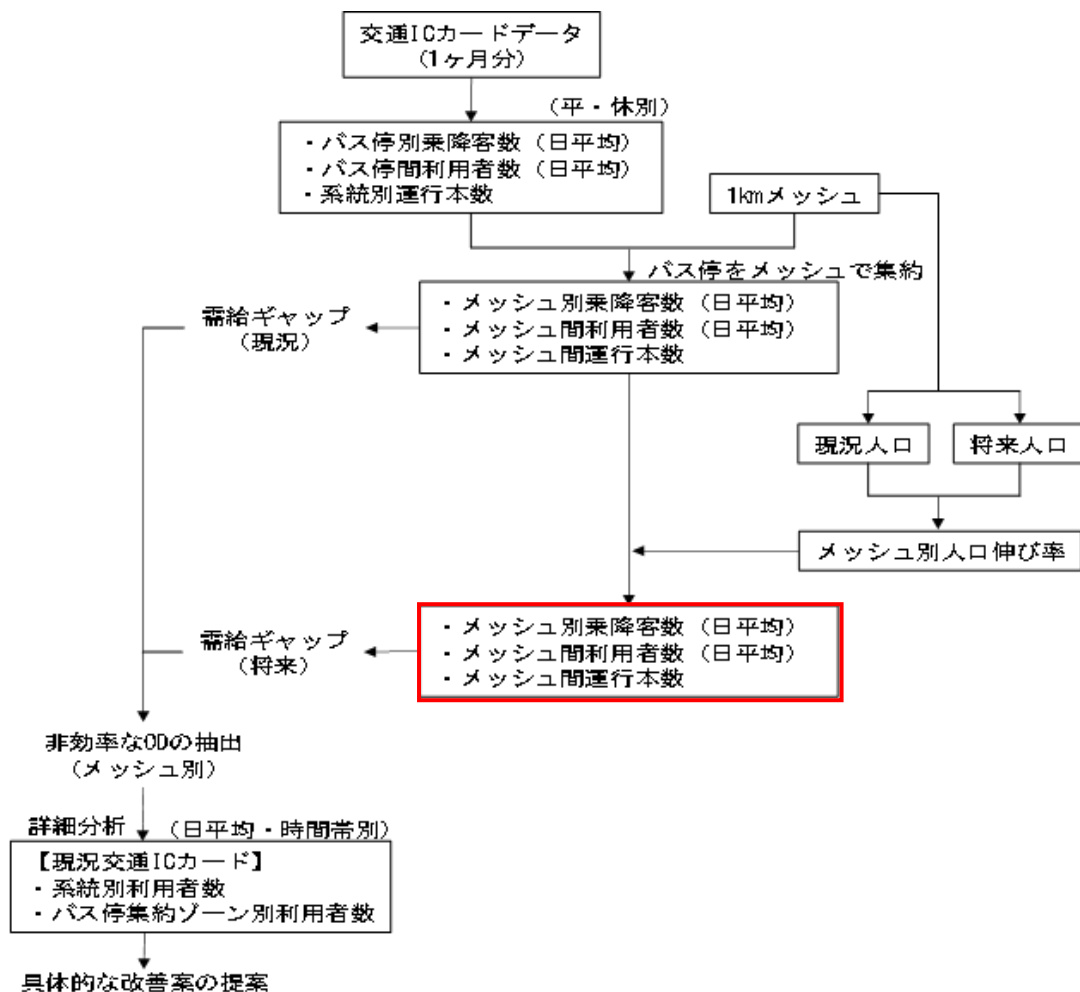 交通ICカードデータ
(1ヶ月分)
(平・休別)
・バス停別乗降客数(日平均)
・バス停間利用者数(日平均)
・系統別運行本数
1kmメッシュ
バス停をメッシュで集約
・メッシュ別乗降客数(日平均)
・メッシュ間利用者数(日平均)
・メッシュ間運行本数
需給ギャップ
(現況)
現況人口
将来人口
メッシュ別人口伸び率
・メッシュ別乗降客数(日平均)
・メッシュ間利用者数(日平均)
・メッシュ間運行本数
需給ギャップ
(将来)
非効率なODの抽出
(メッシュ別)
詳細分析
(日平均・時間帯別)
【現況交通ICカード】
・系統別利用者数
・バス停集約ゾーン別利用者数
具体的な改善案の提案